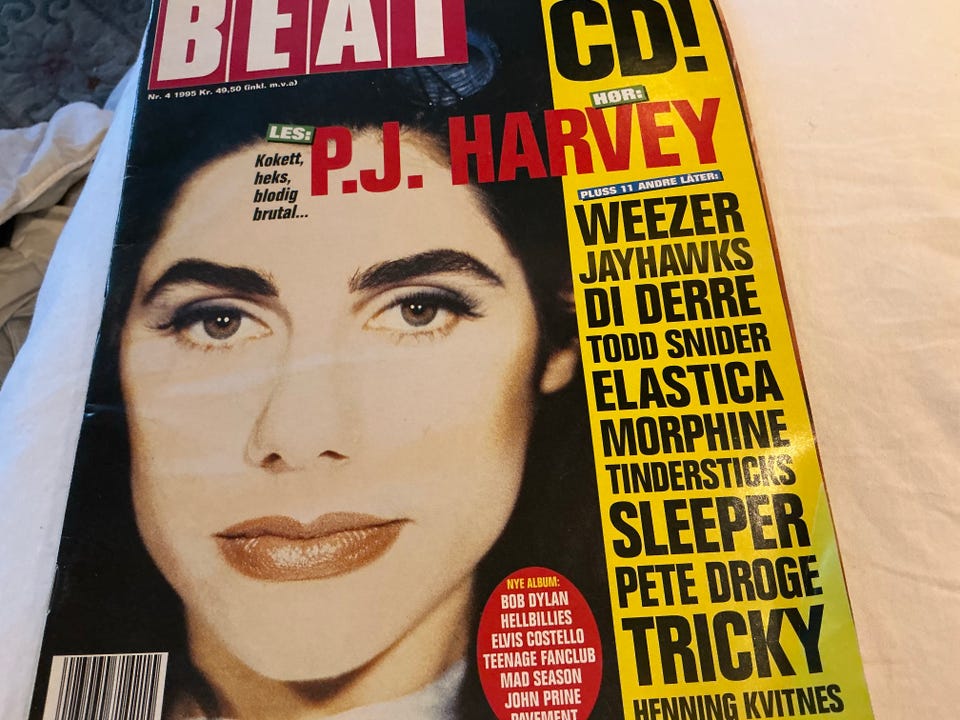 BEAT
CD!
Nr. 4 1995 Kr. 49,50 (inkl. m.v.a)
HØR:
LES:
P.J. HARVEY
Kokett,
heks,
blodig
brutal...
PLUSS 11 ANDRE LÅTER:
WEEZER
JAYHAWKS
DI DERRE
TODD SNIDER
ELASTICA
MORPHINE
TINDERSTICKS
SLEEPER
PETE DROGE
TRICKY
HENNING KVITNES
NYE ALBUM:
BOB DYLAN
HELLBILLIES
ELVIS COSTELLO
TEENAGE FANCLUB
MAD SEASON
JOHN PRINE
PAVEMENT